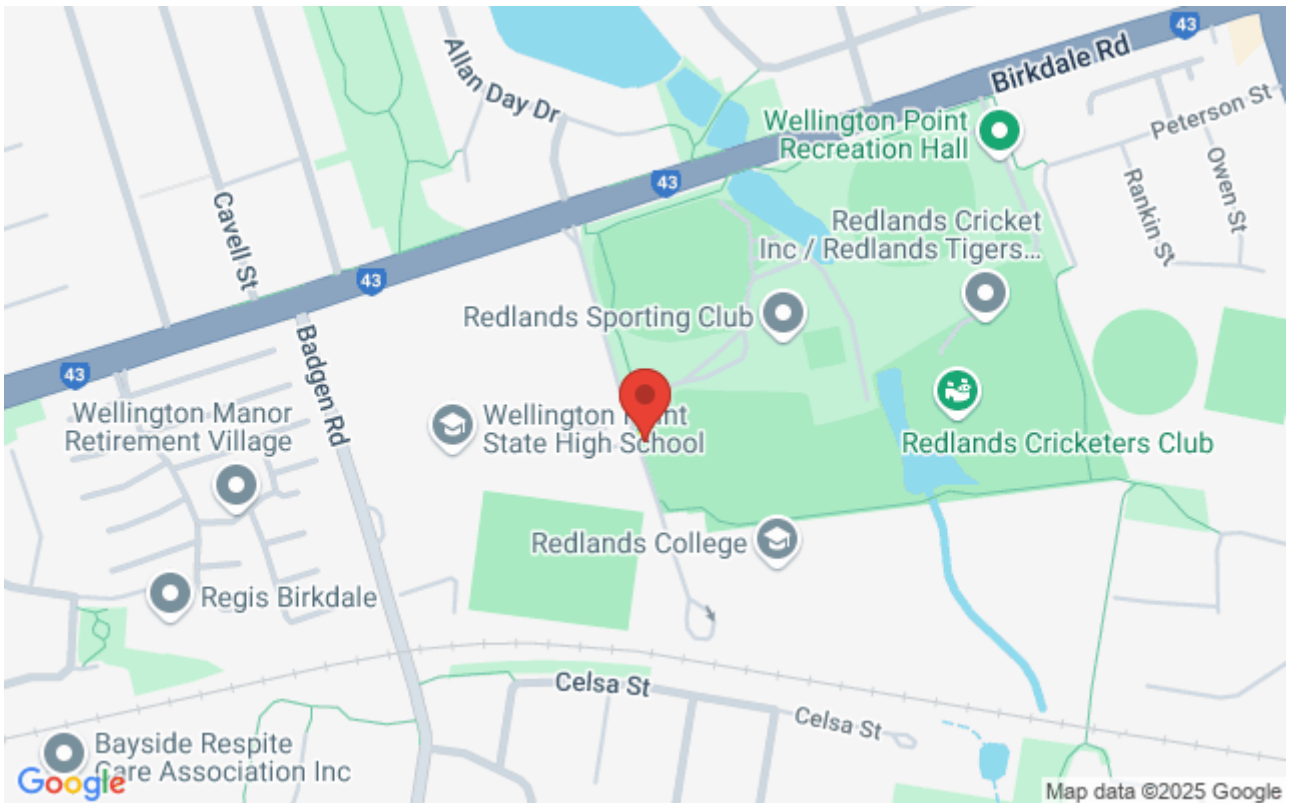 43
Birkdale Rd
Allan Day Dr
Wellington Point
Recreation Hall
Peterson St
Owen St
Rankin St
43
Cavell St
Redlands Cricket
Inc / Redlands Tigers...
43
Redlands Sporting Club
Badgen Rd
43
Wellington Manor
Retirement Village
Wellington
State High School
Redlands Cricketers Club
Redlands College
Regis Birkdale
Celsa St
Celsa St
Bayside Respite
Care Association Inc
Google
Map data ©2025 Google